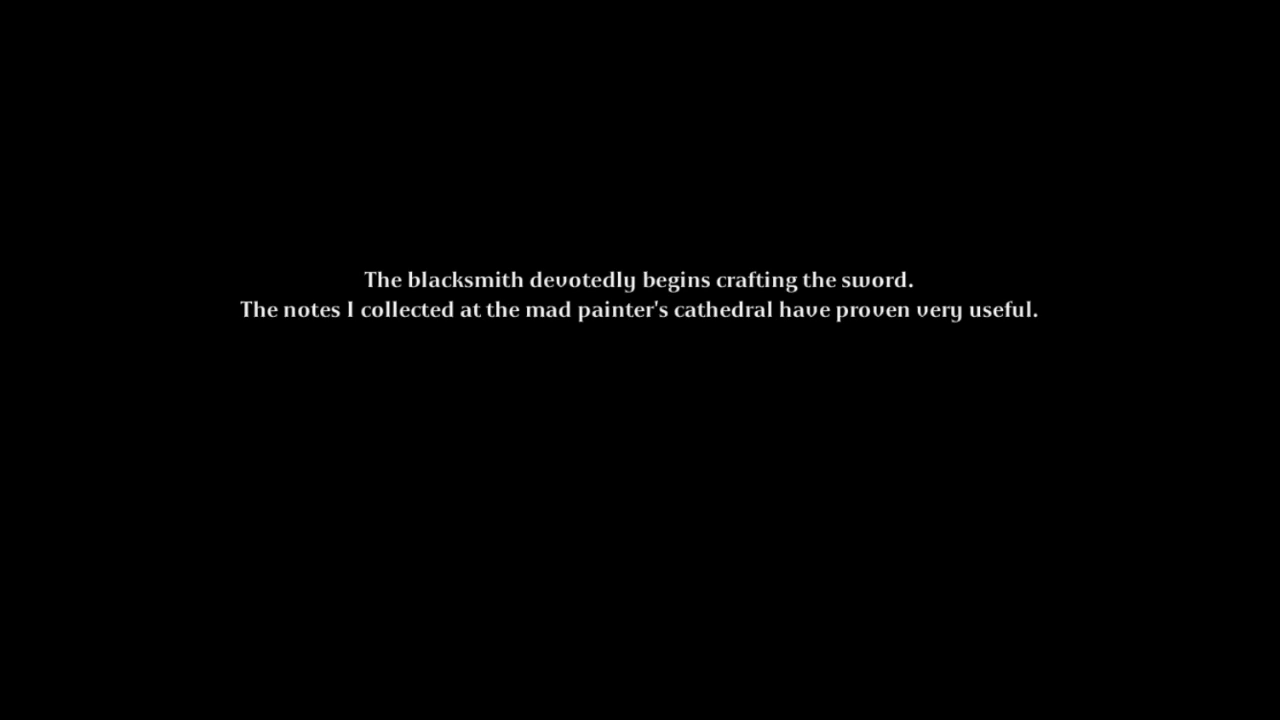 The blacksmith devotedly begins crafting the sword.
The notes I collected at the mad painter's cathedral have proven very useful.